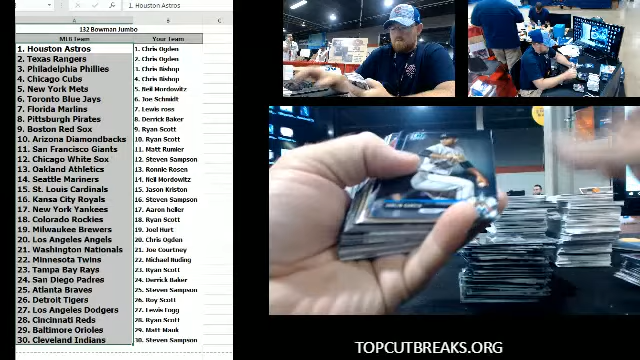 1. Houston Astros
A B C
132 Bowman Jumbo
MLB Team Your Team
1. Houston Astros 1. Chris Ogden
2. Texas Rangers 2. Chris Ogden
3. Philadelphia Phillies 3. Chris Bishop
4. Chicago Cubs 4. Chris Bishop
5. New York Mets 5. Neil Mordowitz
6. Toronto Blue Jays 6. Joe Schmidt
7. Florida Marlins 7. Lewis ross
8. Pittsburgh Pirates 8. Derrick Baker
9. Boston Red Sox 9. Ryan Scott
10. Arizona Diamondbacks 10. Ryan Scott
11. San Francisco Giants 11. Matt Rumier
12. Chicago White Sox 12. Steven Sampson
13. Oakland Athletics 13. Ronnie Rosen
14. Seattle Mariners 14. Neil Mordowitz
15. St. Louis Cardinals 15. Jason Kriston
16. Kansa City Royals 16. Steven Sampson
17. New York Yankees 17. Aaron heller
18. Colorado Rockies 18. Ryan Scott
19. Milwaukee Brewers 19. Joel Hurt
20. Los Angeles Angels 20. Chris Ogden
21. Washington Nationals 21. Joe Courtney
22. Minnesota Twins 22. Michael Ruding
23. Tampa Bay Rays 23. Ryan Scott
24. San Diego Padres 24. Derrick Baker
25. Atlanta Braves 25. Steven Sampson
26. Detroit Tigers 26. Roy Scott
27. Los Angeles Dodgers 27. Lewis Fogg
28. Cincinnati Reds 28. Ryan Scott
29. Baltimore Orioles 29. Matt Mauk
30. Cleveland Indians 30. Steven Sampson
TOPCUTBREAKS.ORG